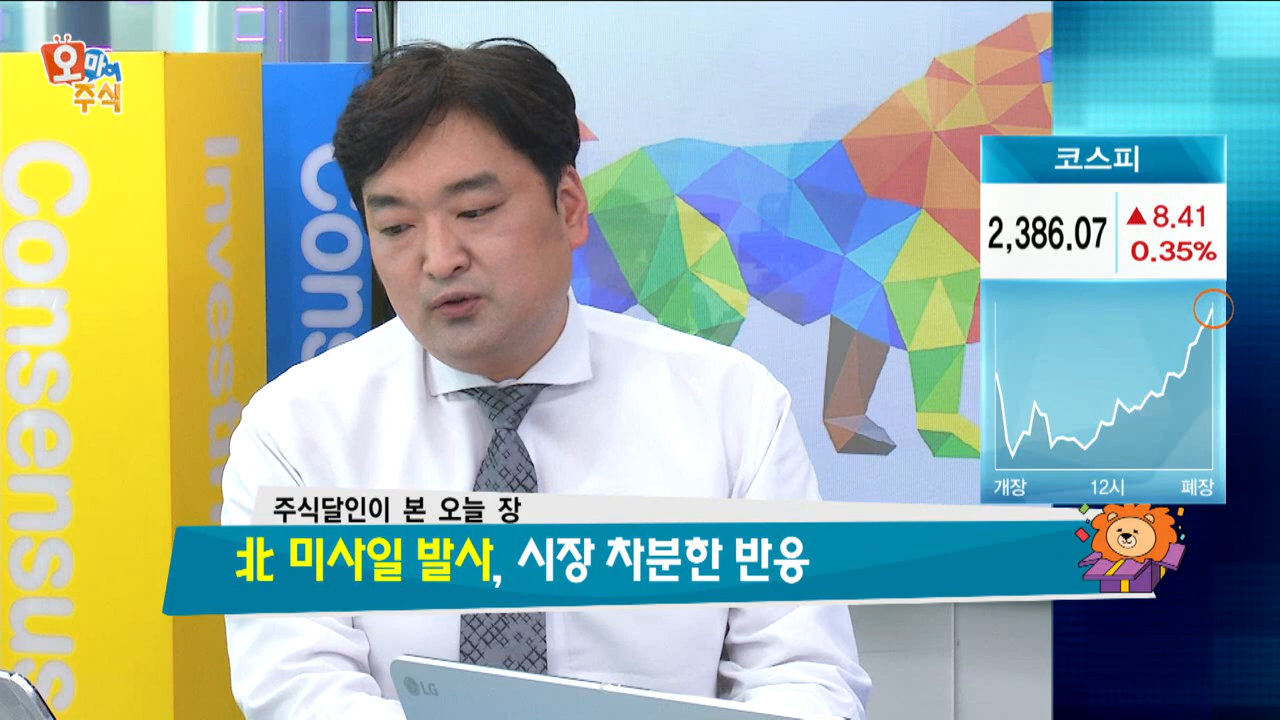 오마이
주식
Consensus
Investm
Cons
코스피
2,386.07
▲8.41
0.35%
개장 12시 폐장
주식달인이 본 오늘 장
北 미사일 발사, 시장 차분한 반응
LG